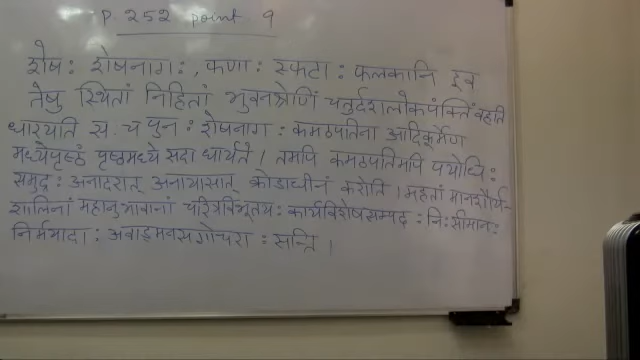 P. 252 point 9
शेषः शेषनागः, फणाः स्फटाः फलकानि इव
तेषु स्थितां निहितां भुवनश्रेणिं चतुर्दशलोकपंक्तिं वहति
धारयति स च पुनः शेषनागः कमठपतिना आदिकूर्मेण
मध्येपृष्ठं पृष्ठमध्ये सदा धार्यते । तमपि कमठपतिमपि पयोधिः
समुद्रः अनादरात् अनायासात् क्रोडाधीनं करोति । महतां मानशौर्य-
शालिनां महानुभावानां चरित्रविभूतयः कार्यविशेषसम्पदः निःसीमानः
निर्मर्यादाः अवाङ्मनसगोचराः सन्ति ।